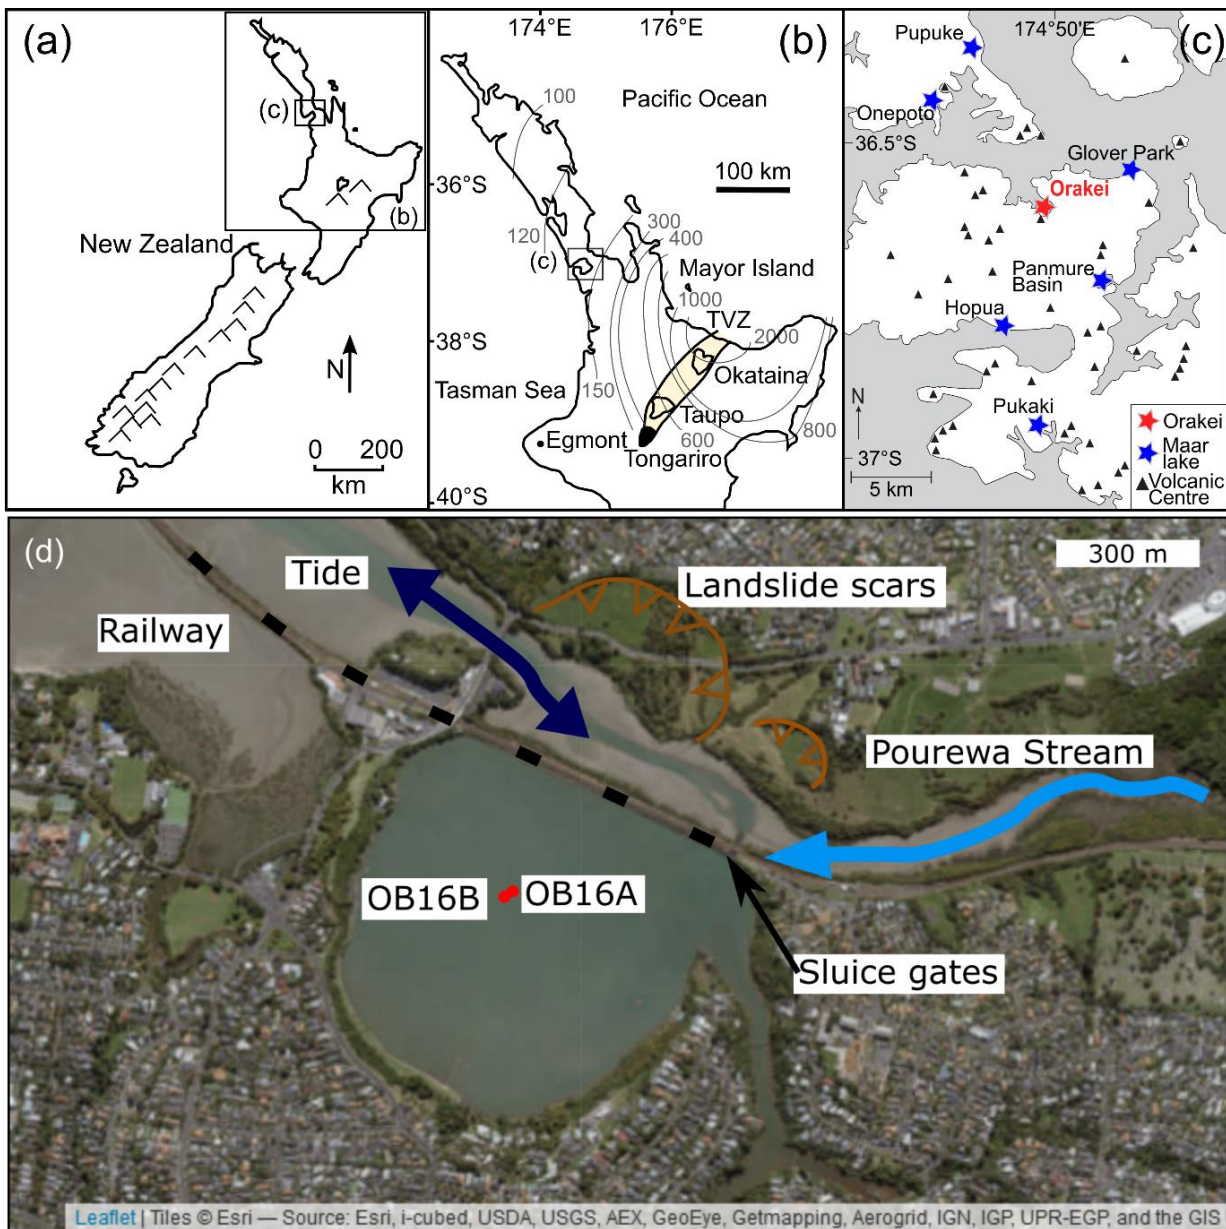 (a)
(c)
(b)
New Zealand
N
0 200
km
174°E 176°E
(b)
100
Pacific Ocean
100 km
36°S
120
300
400
(c)
Mayor Island
1000
TVZ
2000
38°S
Tasman Sea
150
Okataina
Taupo
Egmont
600
800
Tongariro
40°S
174°50'E
(c)
Pupuke
Onepoto
36.5°S
Glover Park
Orakei
Panmure
Basin
Hopua
N
Pukaki
37°S
5 km
Orakei
Maar
lake
Volcanic
Centre
(d)
300 m
Tide
Landslide scars
Railway
Pourewa Stream
OB16B
OB16A
Sluice gates
Leaflet | Tiles © Esri — Source: Esri, i-cubed, USDA, USGS, AEX, GeoEye, Getmapping, Aerogrid, IGN, IGP, UPR-EGP, and the GIS